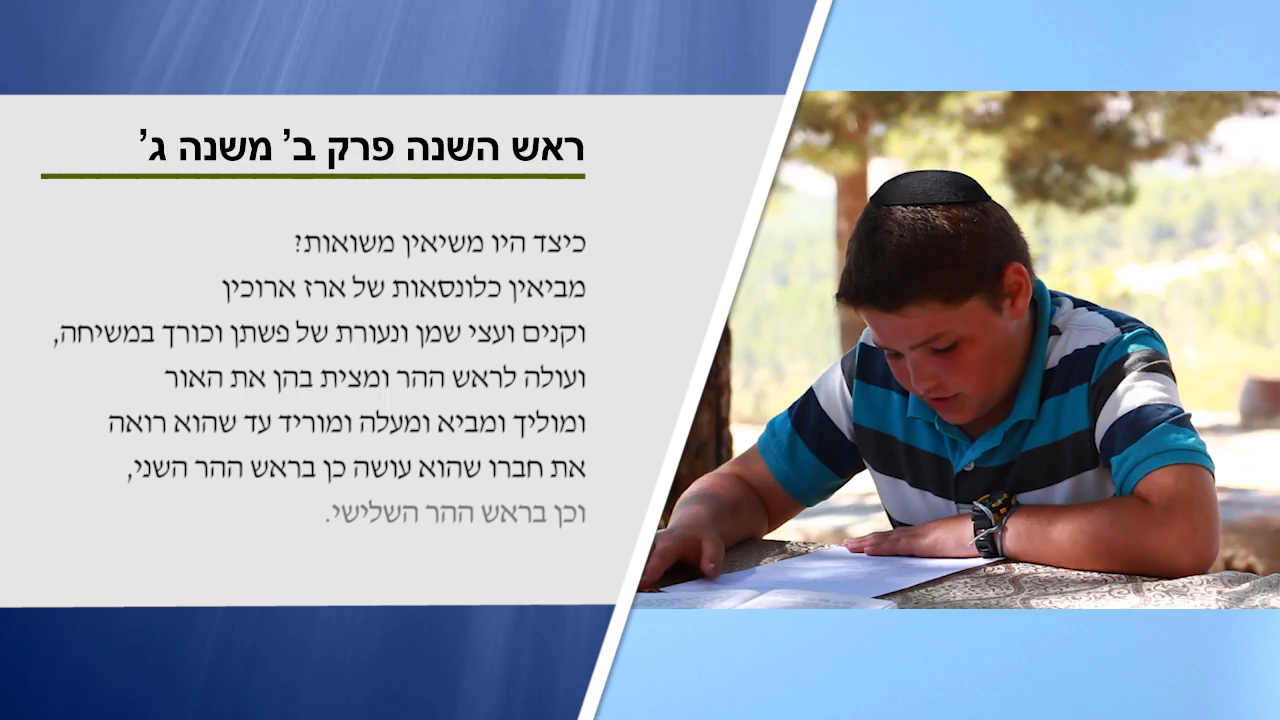 ראש השנה פרק ב’ משנה ג’
כיצד היו משיאין משואות?
מביאין כלונסאות של ארז ארוכין
וקנים ועצי שמן ונעורת של פשתן וכורך במשיחה,
ועולה לראש ההר ומצית בהן את האור
ומוליך ומביא ומעלה ומוריד עד שהוא רואה
את חברו שהוא עושה כן בראש ההר השני,
וכן בראש ההר השלישי.